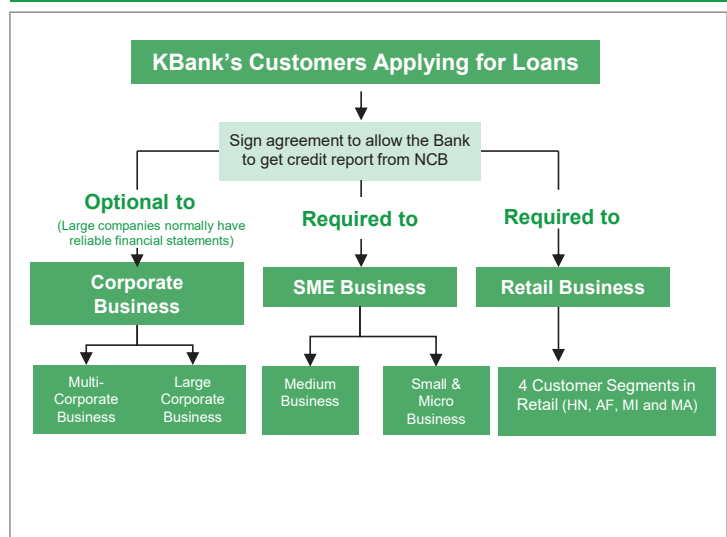 KBank's Customers Applying for Loans
Sign agreement to allow the Bank
to get credit report from NCB
Optional to
(Large companies normally have
reliable financial statements)
Required to
Required to
Corporate
Business
SME Business
Retail Business
Multi-
Corporate
Business
Large
Corporate
Business
Medium
Business
Small &
Micro
Business
4 Customer Segments in
Retail (HN, AF, MI and MA)